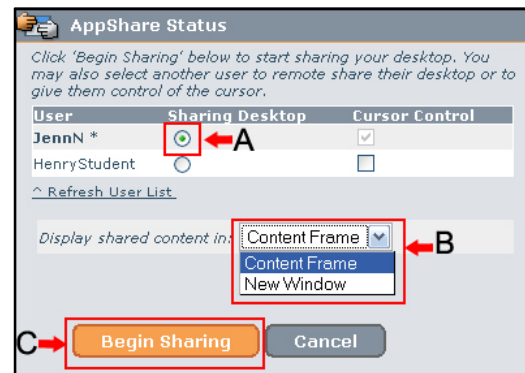 AppShare Status
Click 'Begin Sharing' below to start sharing your desktop. You
may also select another user to remote share their desktop or to
give them control of the cursor.
User Sharing Desktop Cursor Control
JennN * A
HenryStudent
^ Refresh User List
Display shared content in: Content Frame B
Content Frame
New Window
C Begin Sharing Cancel